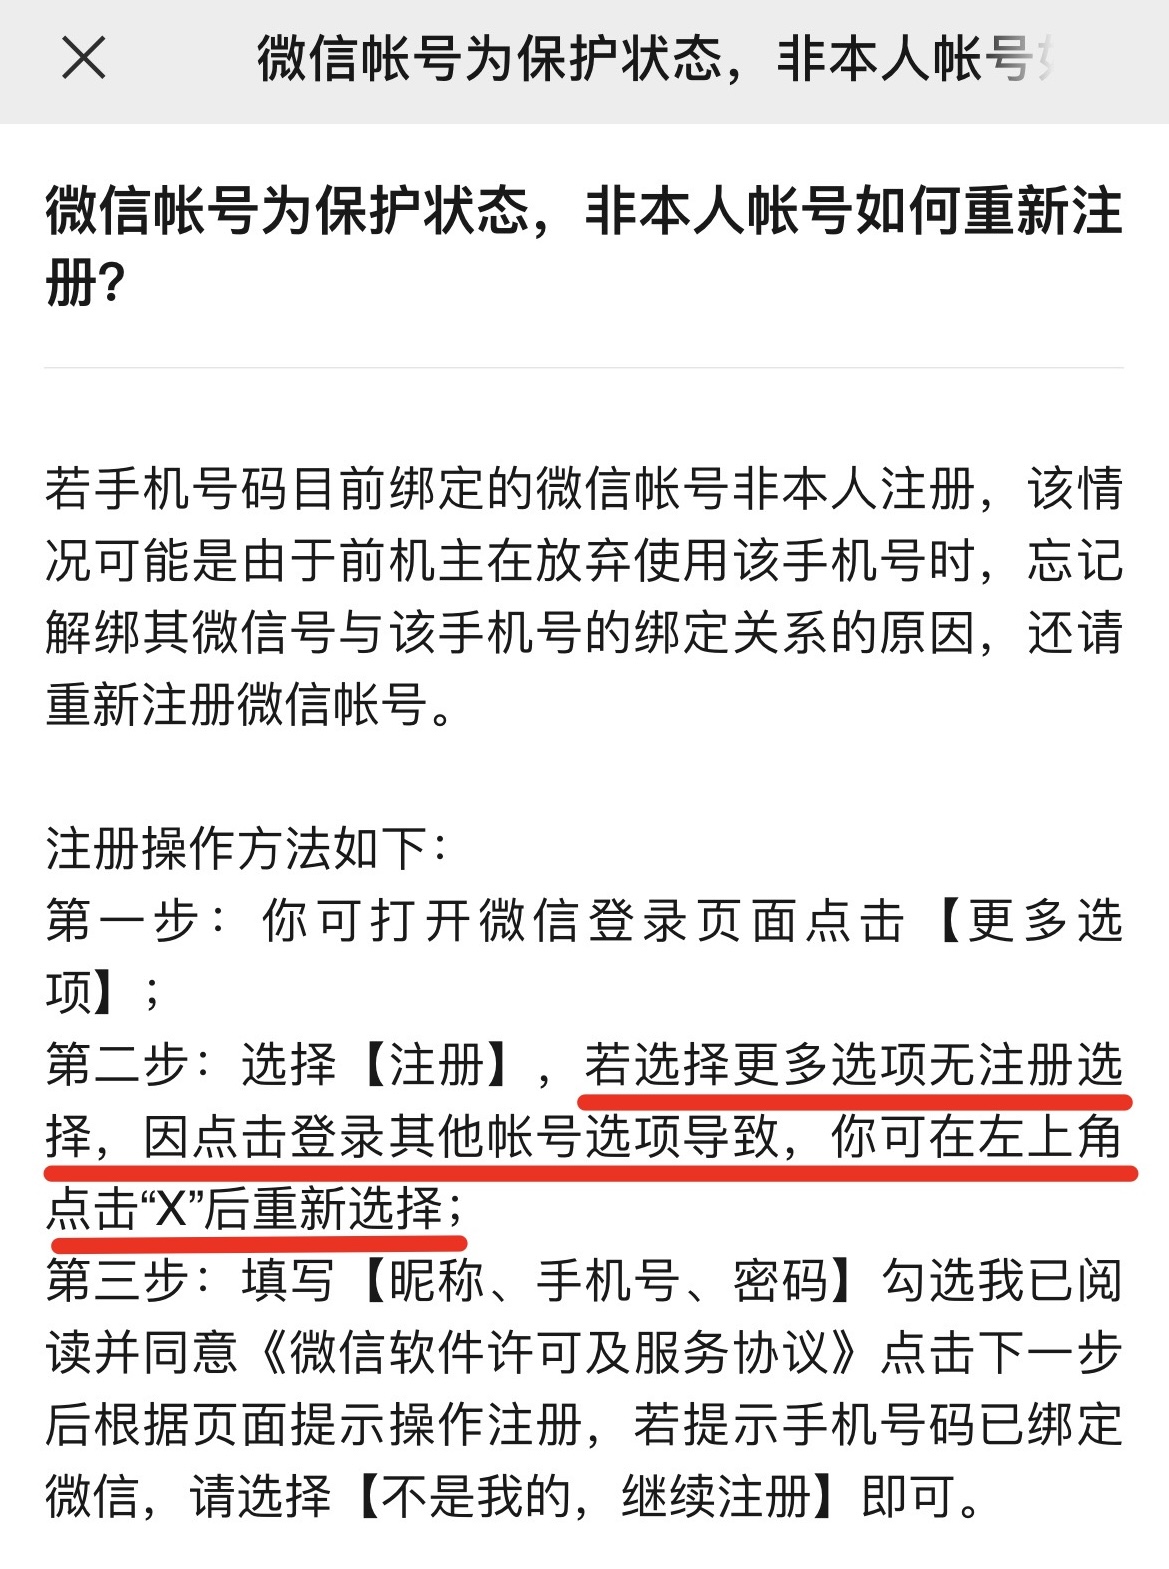 微信帐号为保护状态，非本人帐号
微信帐号为保护状态，非本人帐号如何重新注
册？
若手机号码目前绑定的微信帐号非本人注册，该情
况可能是由于前机主在放弃使用该手机号时，忘记
解绑其微信号与该手机号的绑定关系的原因，还请
重新注册微信帐号。
注册操作方法如下：
第一步：你可打开微信登录页面点击【更多选
项】；
第二步：选择【注册】，若选择更多选项无注册选
择，因点击登录其他帐号选项导致，你可在左上角
点击“X”后重新选择；
第三步：填写【昵称、手机号、密码】勾选我已阅
读并同意《微信软件许可及服务协议》点击下一步
后根据页面提示操作注册，若提示手机号码已绑定
微信，请选择【不是我的，继续注册】即可。